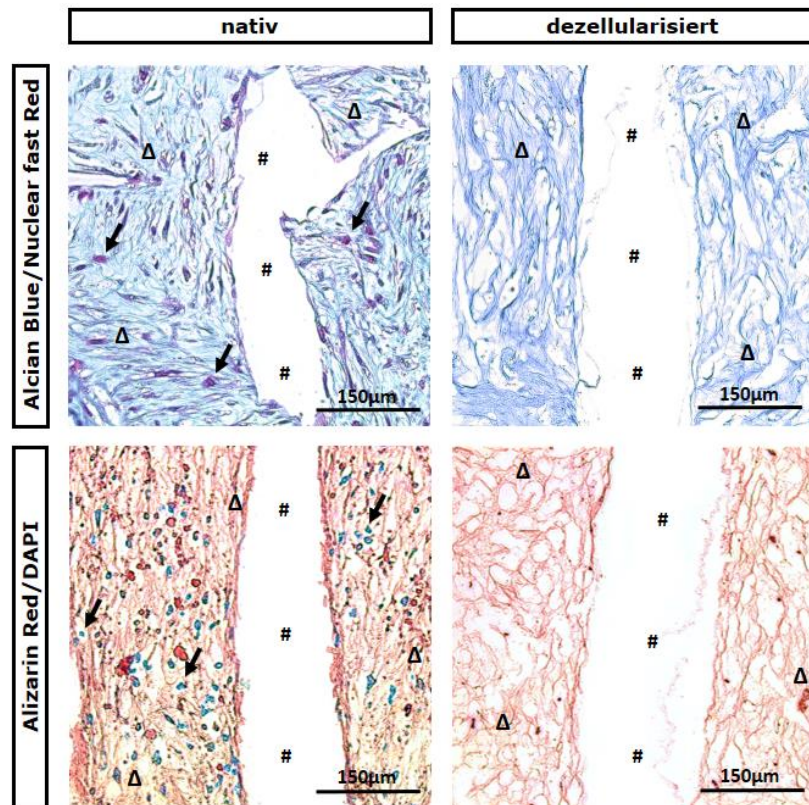 nativ
dezellularisiert
Alcian Blue/Nuclear fast Red
Δ
Δ
#
#
Δ
#
150µm
Δ
Δ
#
#
Δ
#
150µm
Alizarin Red/DAPI
Δ
#
#
Δ
#
Δ
150µm
Δ
#
#
Δ
Δ
#
150µm